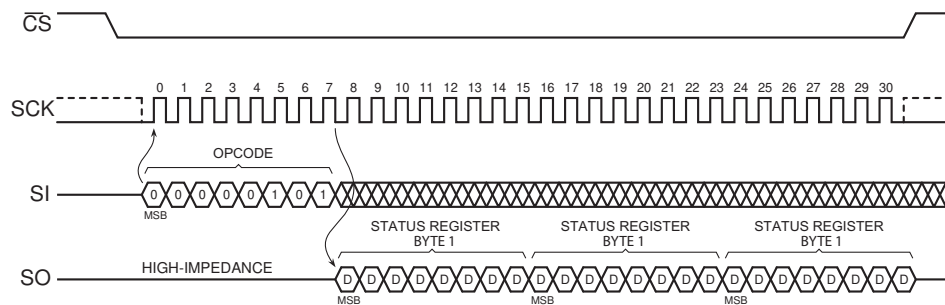 CS
0 1 2 3 4 5 6 7 8 9 10 11 12 13 14 15 16 17 18 19 20 21 22 23 24 25 26 27 28 29 30
SCK
OPCODE
SI
0 0 0 0 0 1 0 1
MSB
STATUS REGISTER
BYTE 1
STATUS REGISTER
BYTE 1
STATUS REGISTER
BYTE 1
SO
HIGH-IMPEDANCE
D D D D D D D D D D D D D D D D D D D D D D D D
MSB MSB MSB